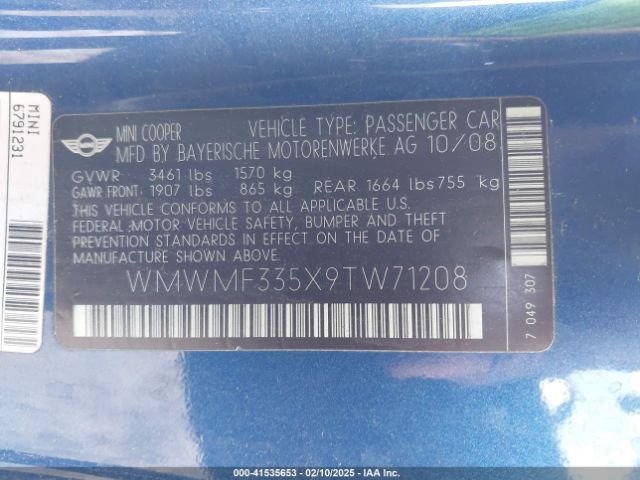 MINI
6791231
MINI
MINI COOPER VEHICLE TYPE: PASSENGER CAR
MFD BY BAYERISCHE MOTORENWERKE AG 10/08
GVWR 3461 lbs 1570 kg
GAWR FRONT: 1907 lbs 865 kg REAR 1664 lbs 755 kg
THIS VEHICLE CONFORMS TO ALL APPLICABLE U.S.
FEDERAL MOTOR VEHICLE SAFETY, BUMPER AND THEFT
PREVENTION STANDARDS IN EFFECT ON THE DATE OF
MANUFACTURE SHOWN ABOVE.
WMWMF335X9TW71208
7 049 307
000-41535653 - 02/10/2025 - IAA, Inc.